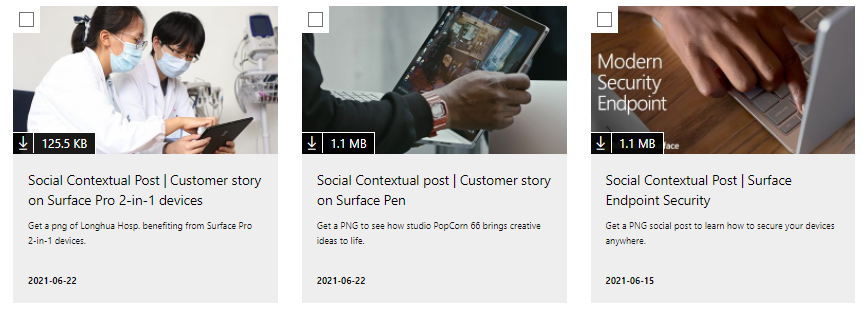 125.5 KB
Social Contextual Post | Customer story
on Surface Pro 2-in-1 devices
Get a png of Longhua Hosp. benefiting from Surface Pro
2-in-1 devices.
2021-06-22
1.1 MB
Social Contextual post | Customer story
on Surface Pen
Get a PNG to see how studio PopCorn 66 brings creative
ideas to life.
2021-06-22
Modern
Security
Endpoint
1.1 MB
face
Social Contextual Post | Surface
Endpoint Security
Get a PNG social post to learn how to secure your devices
anywhere.
2021-06-15